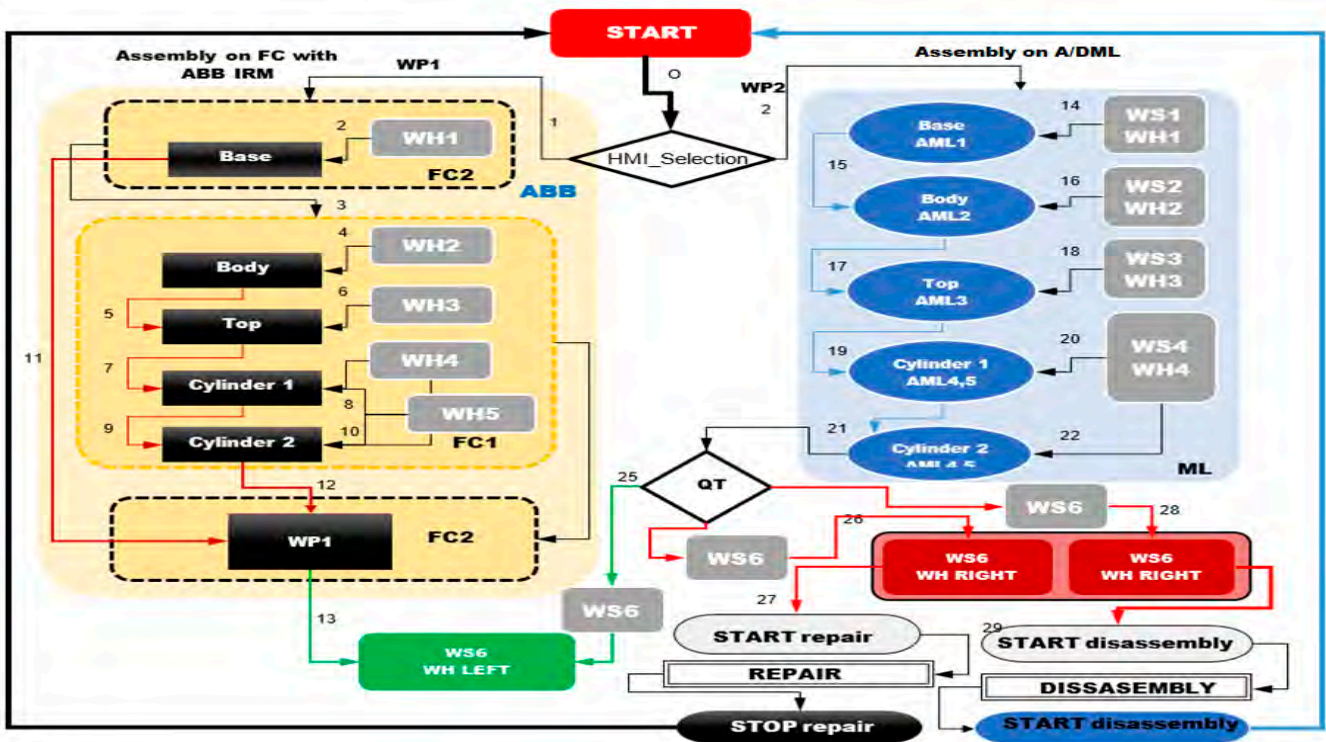 START
Assembly on FC with
ABB IRM
WP1
O
WP2
2
Assembly on A/DML
1
HMI_Selection
2
WH1
Base
FC2
ABB
3
4
WH2
Body
6
WH3
5
Top
7
WH4
Cylinder 1
8
WH5
9
10
Cylinder 2
FC1
11
12
WP1
FC2
13
WS6
WH LEFT
14
WS1
WH1
Base
AML1
15
16
WS2
WH2
Body
AML2
17
18
WS3
WH3
Top
AML3
19
20
WS4
WH4
Cylinder 1
AML4,5
21
22
Cylinder 2
AML4,5
ML
QT
25
WS6
26
WS6
WS6
28
WS6
WH RIGHT
WS6
WH RIGHT
27
START repair
29
START disassembly
REPAIR
DISSASEMBLY
STOP repair
START disassembly